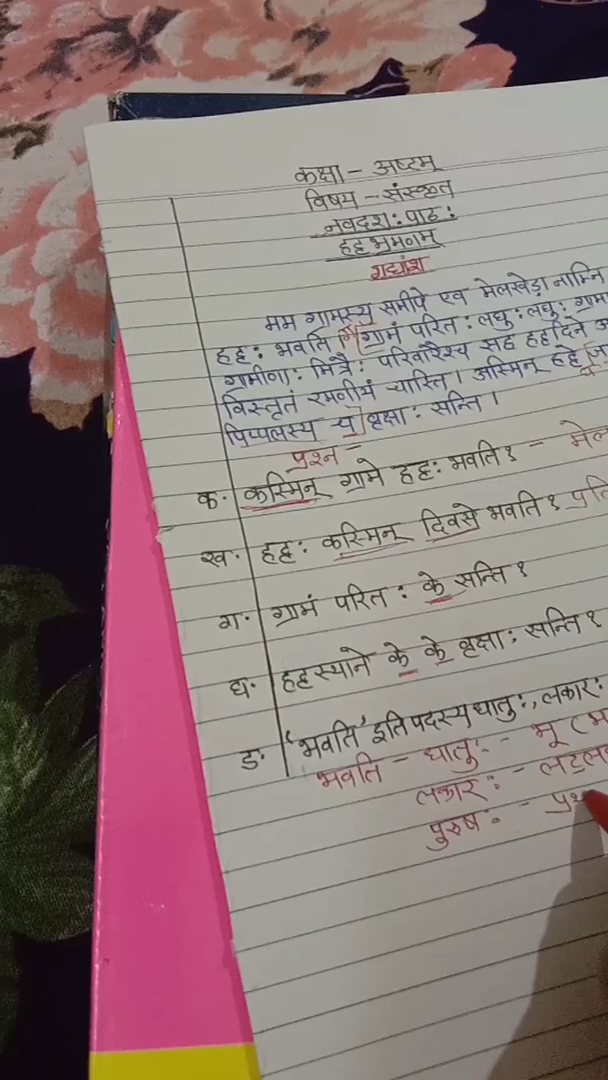 कक्षा - अष्टम्
विषय - संस्कृत
नवदश: पाठ:
हट्ट भ्रमणम्
गद्यांश
मम ग्रामस्य समीपे एव मेलखेड़ा नाम्नि
हट्ट: भवति ग्रामं परित: लघु: लघु: ग्रामा
ग्रामीणा: मित्रै: परिवारैश्च सह हट्टदिने
विस्तृतं रमणीयं चास्ति। अस्मिन् हट्टे
पिप्पलस्य च वृक्षा: सन्ति।
प्रश्न =
क. कस्मिन् ग्रामे हट्ट: भवति? - मेल
ख. हट्ट: कस्मिन् दिवसे भवति? प्रति
ग. ग्रामं परित: के सन्ति?
घ. हट्टस्थाने के के वृक्षा: सन्ति?
ङ. 'भवति' इति पदस्य धातु:, लकार:
भवति - धातु: - भू (भ
लकार: - लट्ल
पुरुष: - प्र